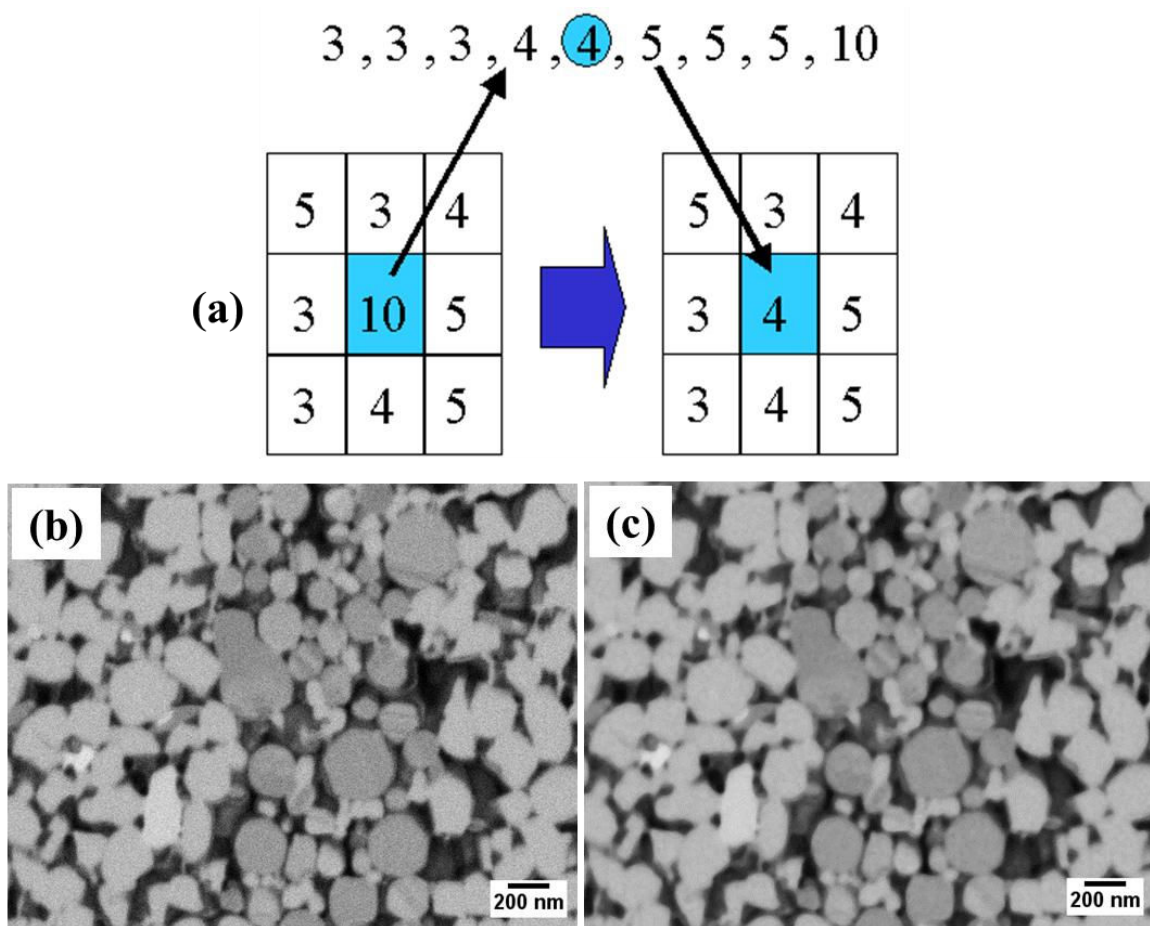 3 , 3 , 3 , 4 , 4 , 5 , 5 , 5 , 10
5 3 4 5 3 4
(a) 3 10 5 3 4 5
3 4 5 3 4 5
(b) (c)
200 nm 200 nm